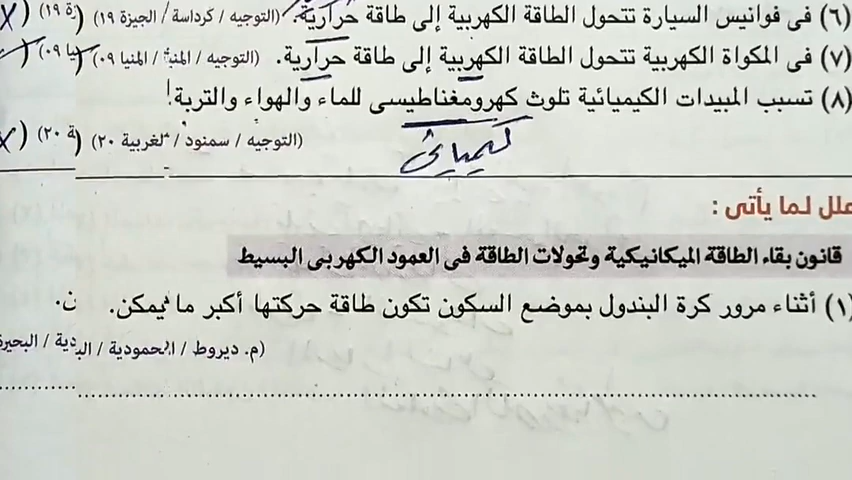 (٦) فى فوانيس السيارة تتحول الطاقة الكهربية إلى طاقة حرارية. (التوجيه / كرداسة / الجيزة ١٩) (
(٧) فى المكواة الكهربية تتحول الطاقة الكهربية إلى طاقة حرارية. (التوجيه / المنيا / المنيا ٠٩) (
(٨) تسبب المبيدات الكيميائية تلوث كهرومغناطيسى للماء والهواء والتربة.
كيميائى
(التوجيه / سمنود / الغربية ٢٠) (
علل لما يأتى :
قانون بقاء الطاقة الميكانيكية وتحولات الطاقة فى العمود الكهربى البسيط
(١) أثناء مرور كرة البندول بموضع السكون تكون طاقة حركتها أكبر ما يمكن.
(م. ديروط / المحمودية / البحيرة